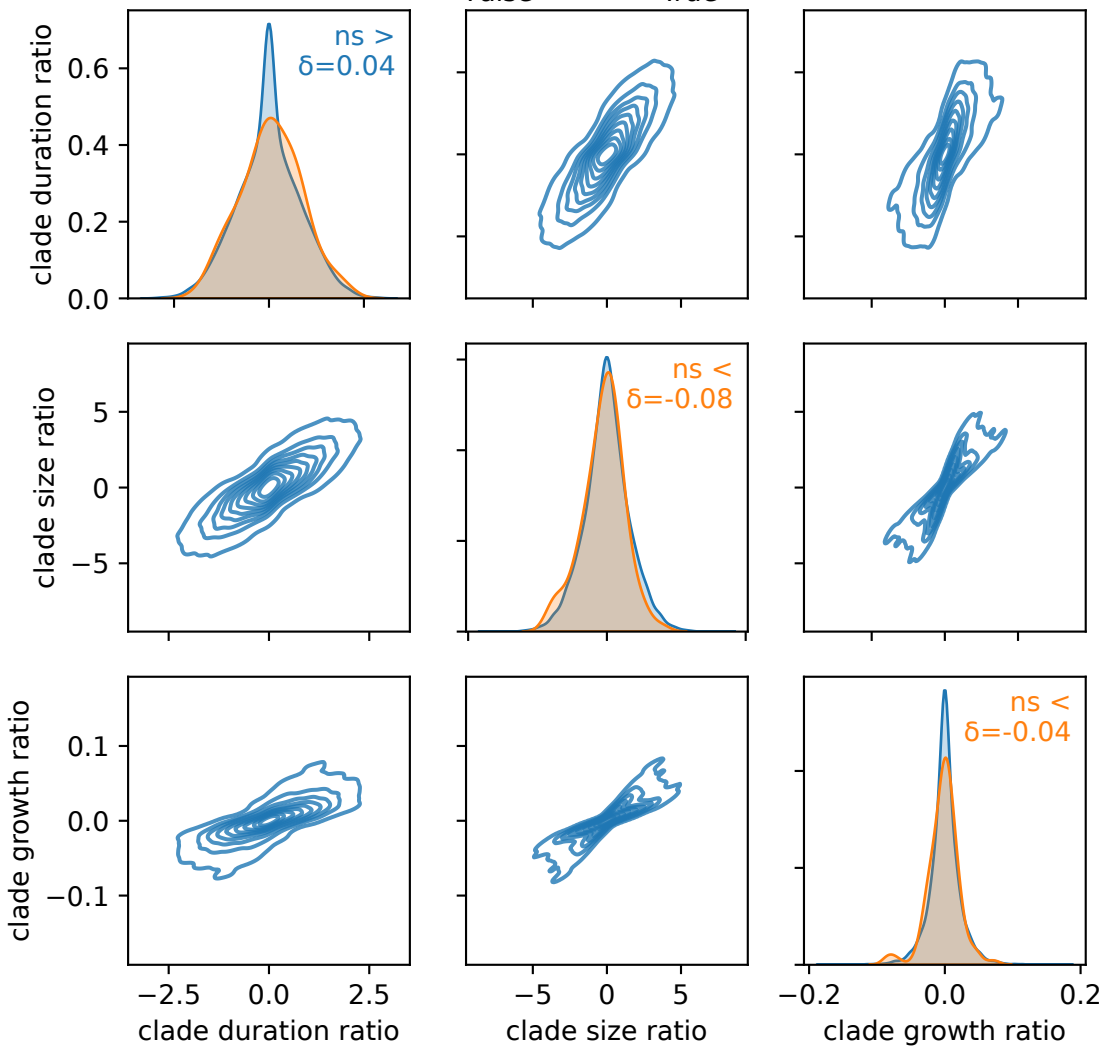 clade duration ratio
0.6
0.4
0.2
0.0
ns >
δ=0.04
clade size ratio
5
0
−5
ns <
δ=-0.08
clade growth ratio
0.1
0.0
−0.1
ns <
δ=-0.04
−2.5 0.0 2.5
−5 0 5
−0.2 0.0 0.2
clade duration ratio
clade size ratio
clade growth ratio